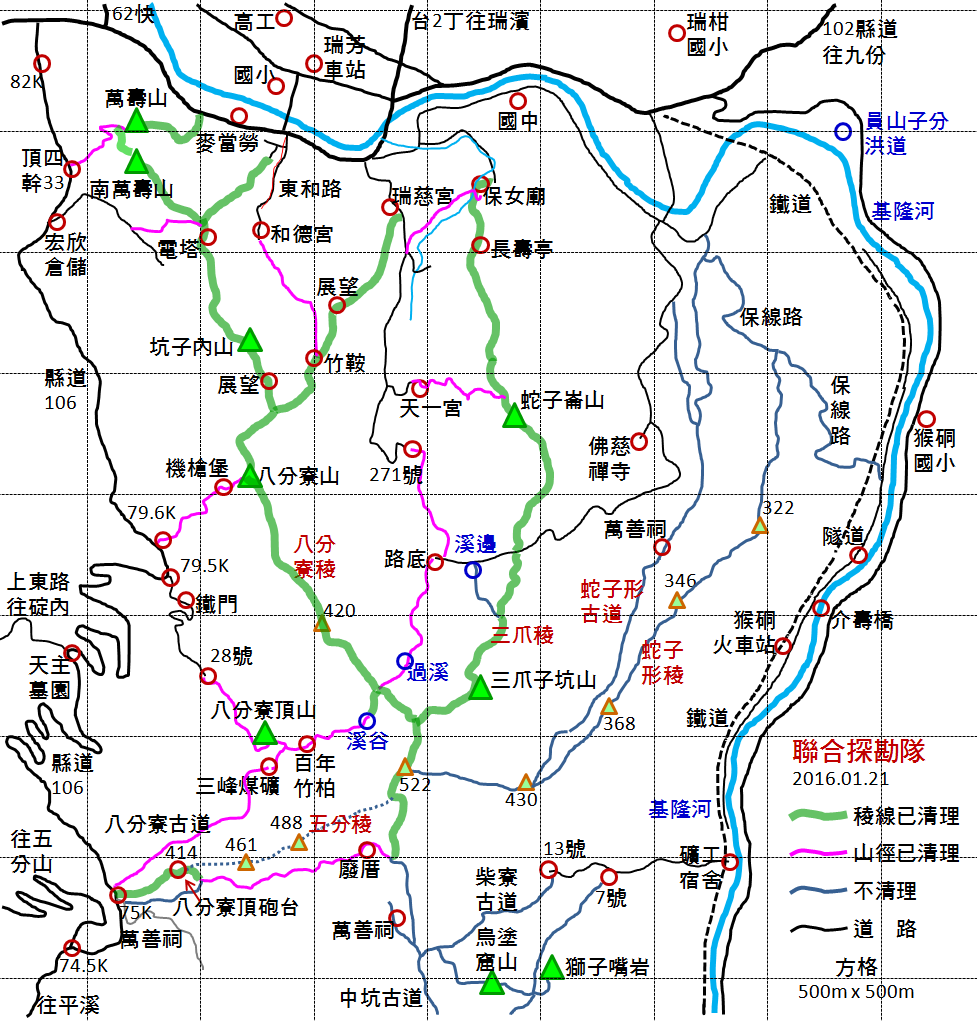 62快
高工
台2丁往瑞濱
瑞柑
國小
102縣道
往九份
瑞芳
車站
國小
82K
萬壽山
麥當勞
國中
員山子分
洪道
頂四
幹33
南萬壽山
東和路
瑞慈宮
保女廟
鐵道
基隆河
宏欣
倉儲
電塔
和德宮
長壽亭
展望
保線路
坑子內山
竹鞍
縣道
106
展望
天一宮
蛇子崙山
保
線
路
猴硐
國小
佛慈
禪寺
機槍堡
八分寮山
271號
79.6K
322
萬善祠
隧道
八分
寮稜
溪邊
路底
79.5K
上東路
往碇內
鐵門
420
346
蛇子形
古道
猴硐
火車站
介壽橋
三爪稜
蛇子
形稜
天主
墓園
28號
過溪
三爪子坑山
八分寮頂山
368
鐵道
溪谷
聯合探勘隊
2016.01.21
縣道
106
三峰煤礦
百年
竹柏
522
430
基隆河
稜線已清理
八分寮古道
488
五分稜
往五
分山
461
414
13號
山徑已清理
礦工
宿舍
廢厝
柴寮
古道
7號
不清理
75K
八分寮頂砲台
萬善祠
萬善祠
烏塗
窟山
道 路
74.5K
獅子嘴岩
方格
500m x 500m
往平溪
中坑古道